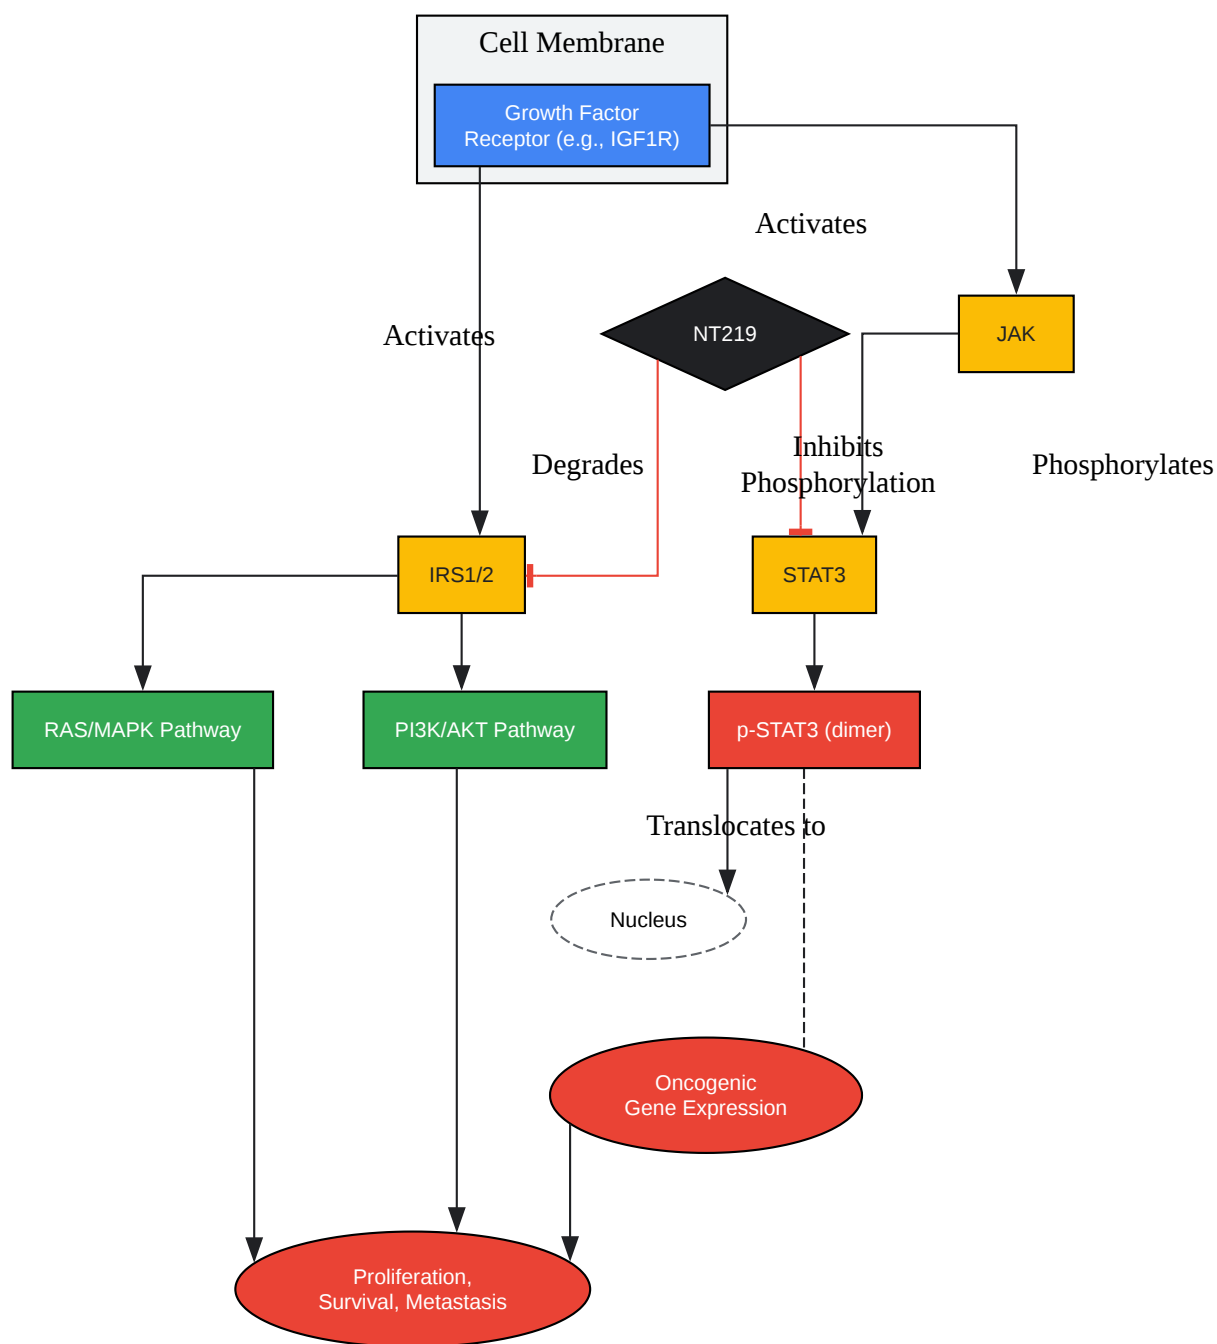 Cell Membrane
Growth Factor
Receptor (e.g., IGF1R)
Activates
NT219
JAK
Activates
Inhibits
Phosphorylation
Degrades
Phosphorylates
IRS1/2
STAT3
RAS/MAPK Pathway
PI3K/AKT Pathway
p-STAT3 (dimer)
Translocates to
Nucleus
Oncogenic
Gene Expression
Proliferation,
Survival, Metastasis